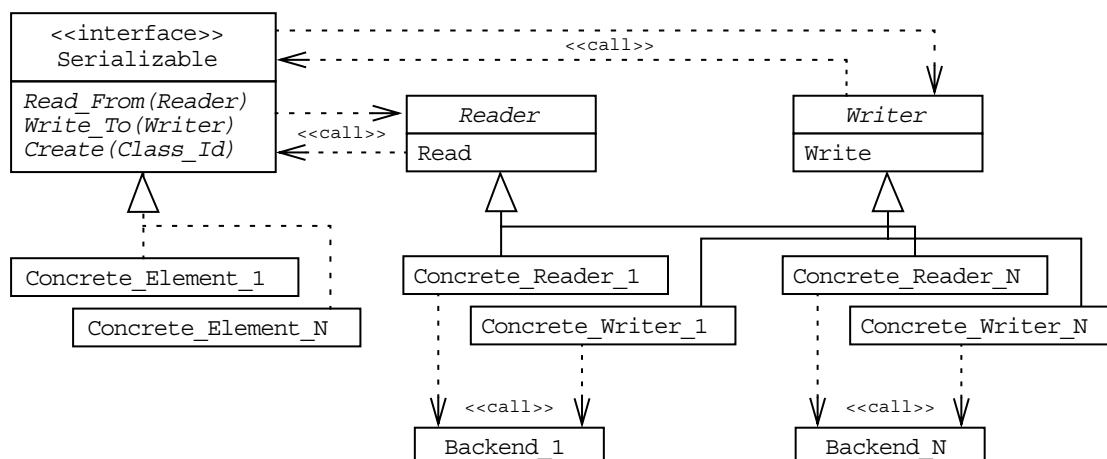 <<interface>>
Serializable
Read_From(Reader)
Write_To(Writer)
Create(Class_Id)
<<call>>
<<call>>
Reader
Read
Writer
Write
Concrete_Element_1
Concrete_Element_N
Concrete_Reader_1
Concrete_Writer_1
Concrete_Reader_N
Concrete_Writer_N
<<call>>
<<call>>
Backend_1
Backend_N